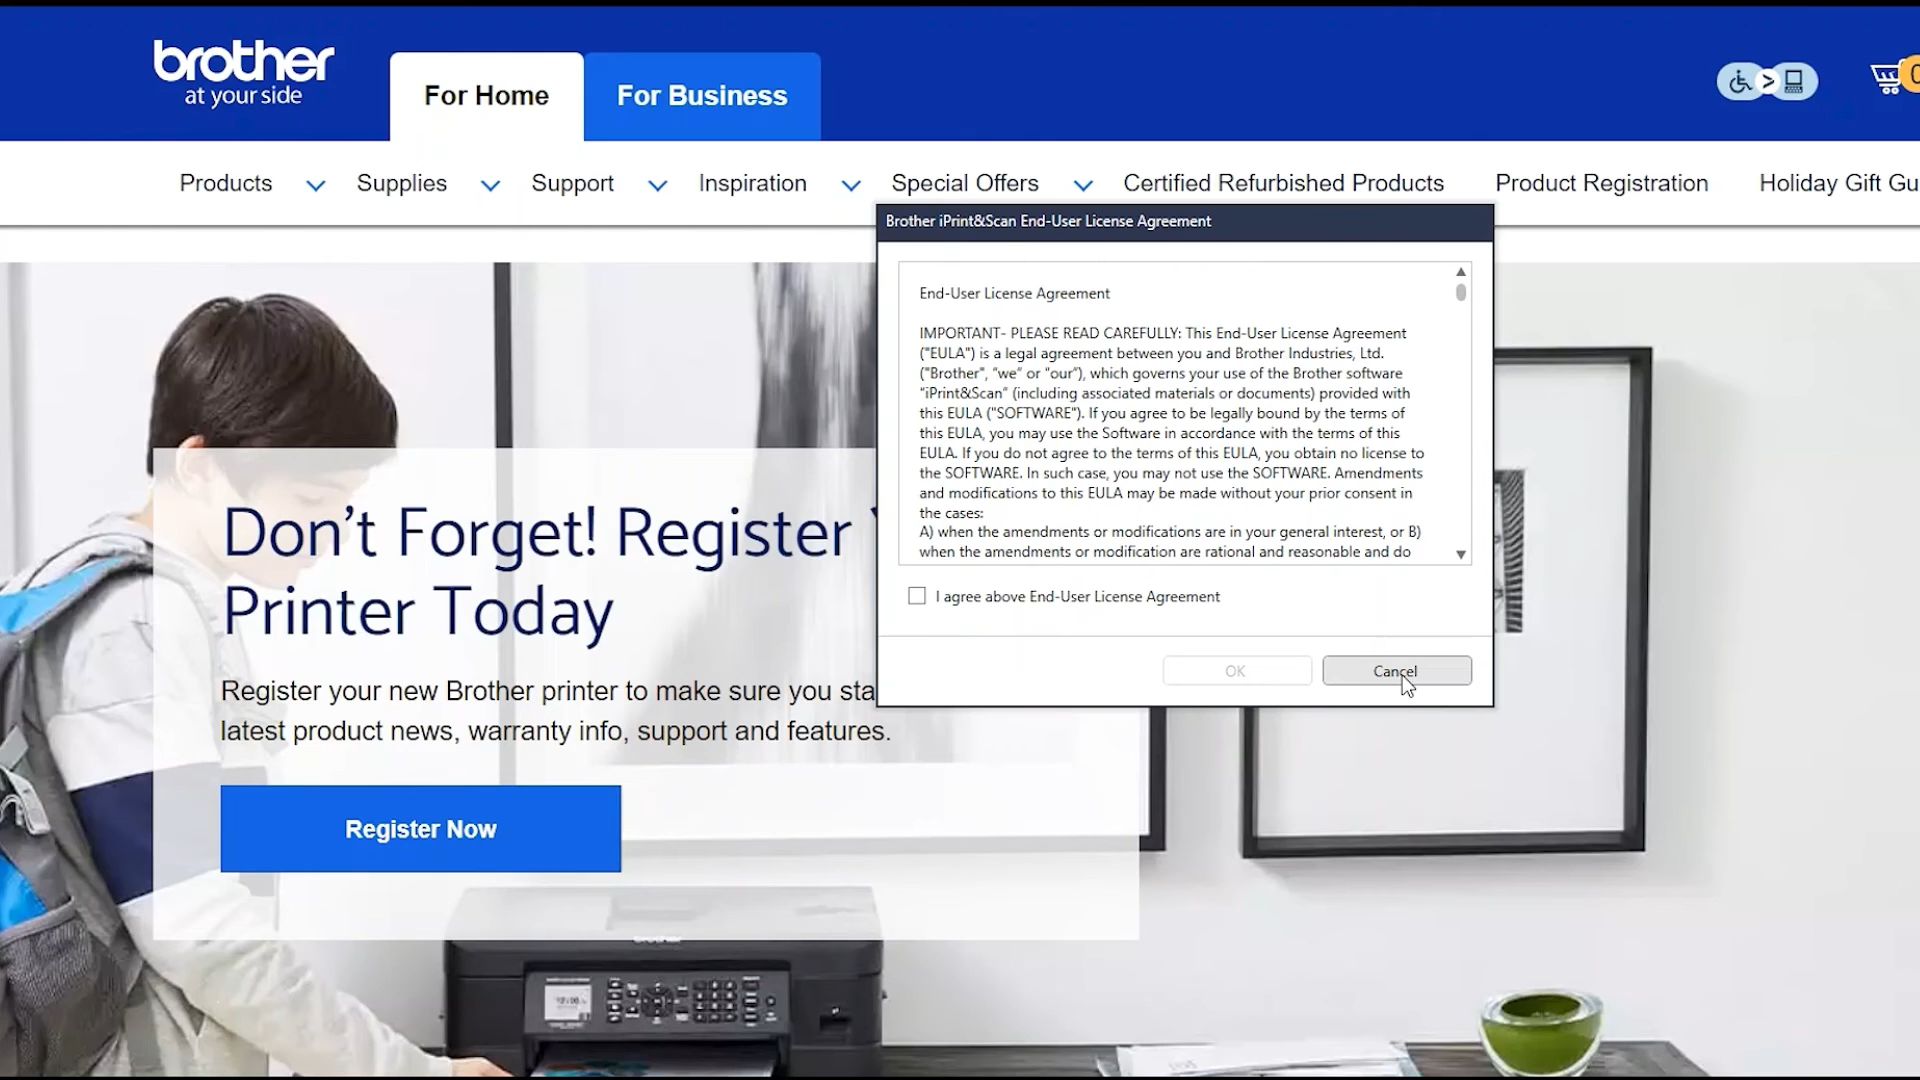 brother
at your side
For Home
For Business
Products
Supplies
Support
Inspiration
Special Offers
Certified Refurbished Products
Product Registration
Holiday Gift Gu
Brother iPrint&Scan End-User License Agreement
End-User License Agreement
IMPORTANT- PLEASE READ CAREFULLY: This End-User License Agreement
("EULA") is a legal agreement between you and Brother Industries, Ltd.
("Brother", "we" or "our"), which governs your use of the Brother software
"iPrint&Scan" (including associated materials or documents) provided with
this EULA ("SOFTWARE"). If you agree to be legally bound by the terms of
this EULA, you may use the Software in accordance with the terms of this
EULA. If you do not agree to the terms of this EULA, you obtain no license to
the SOFTWARE. In such case, you may not use the SOFTWARE. Amendments
and modifications to this EULA may be made without your prior consent in
the cases:
A) when the amendments or modifications are in your general interest, or B)
when the amendments or modification are rational and reasonable and do
I agree above End-User License Agreement
OK
Cancel
Don't Forget! Register
Printer Today
Register your new Brother printer to make sure you sta
latest product news, warranty info, support and features.
Register Now
brother